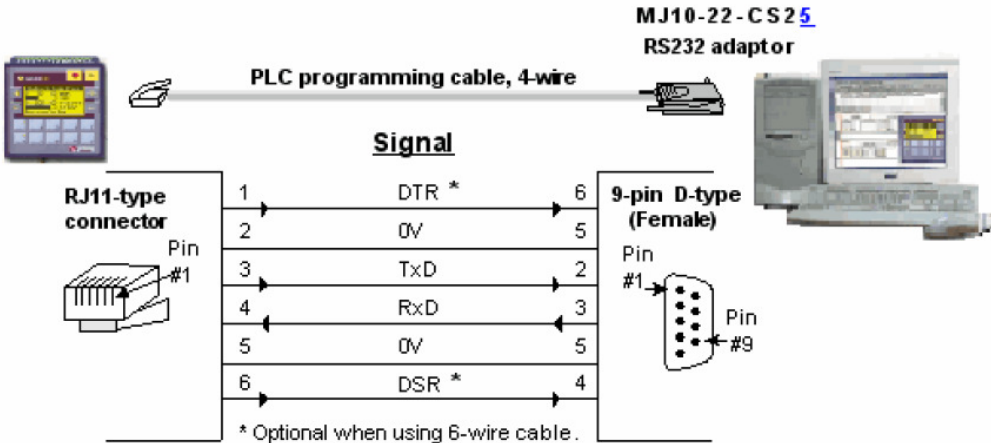 MJ10-22-CS25
RS232 adaptor
PLC programming cable, 4-wire
Signal
RJ11-type
connector
Pin
#1
1 DTR * 6
2 0V 5
3 TxD 2
4 RxD 3
5 0V 5
6 DSR * 4
9-pin D-type
(Female)
Pin
#1
Pin
#9
* Optional when using 6-wire cable.